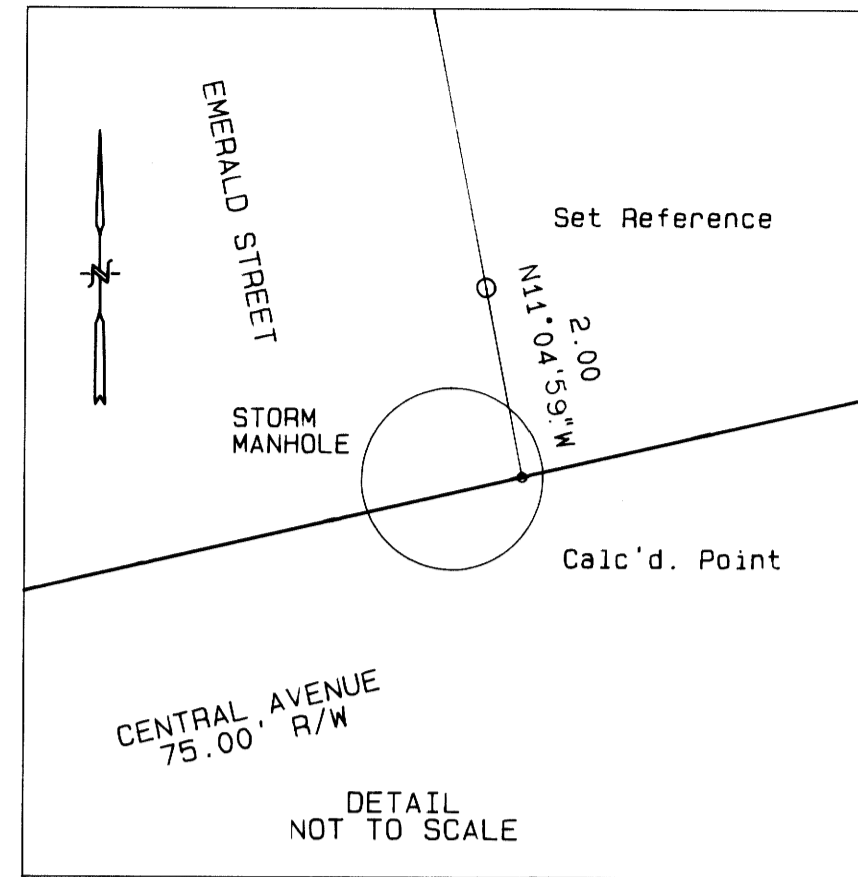 EMERALD STREET
N
Set Reference
2.00
N11°04'59."W
STORM
MANHOLE
Calc'd. Point
CENTRAL AVENUE
75.00' R/W
DETAIL
NOT TO SCALE